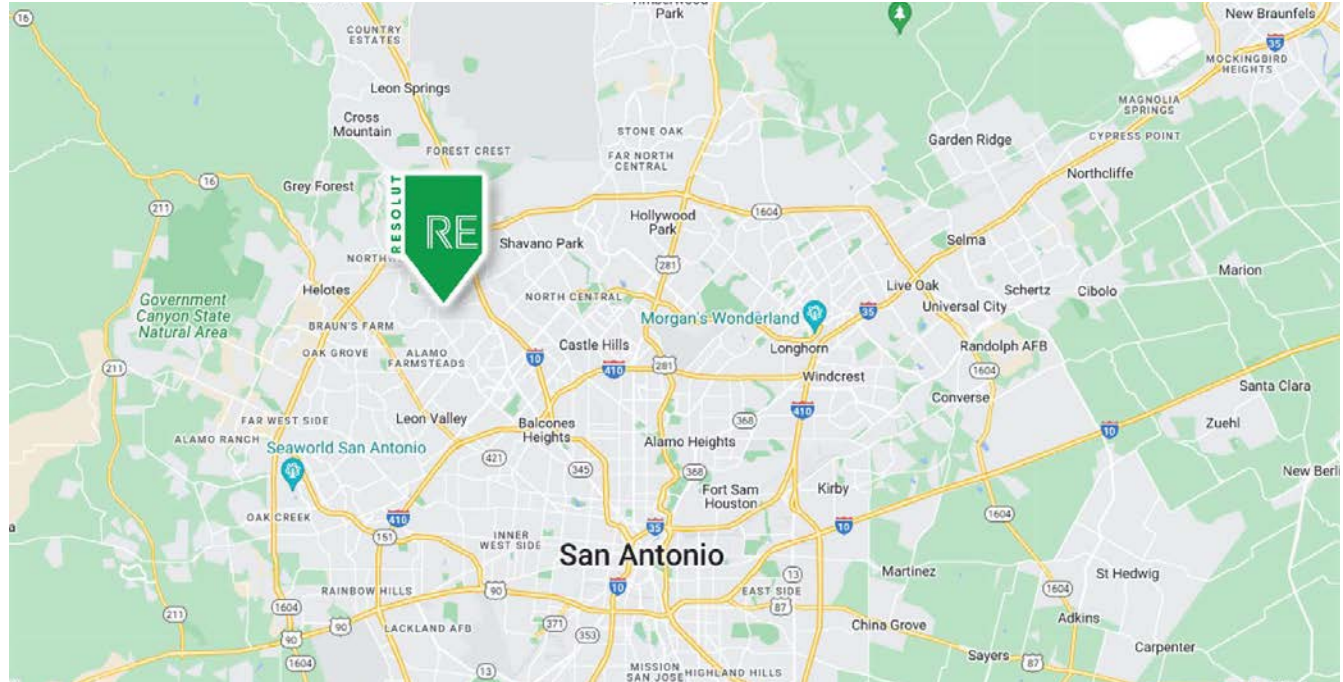 Timberwood
Park
New Braunfels
16
COUNTRY
ESTATES
35
MOCKINGBIRD
HEIGHTS
Leon Springs
MAGNOLIA
SPRINGS
Cross
Mountain
STONE OAK
CYPRESS POINT
Garden Ridge
FOREST CREST
FAR NORTH
CENTRAL
Northcliffe
16
Grey Forest
RESOLUT
RE
211
1604
Hollywood
Park
Shavano Park
Selma
NORTHW
281
Marion
Helotes
Live Oak
Schertz
Cibolo
Government
Canyon State
Natural Area
NORTH CENTRAL
Universal City
Morgan's Wonderland
35
BRAUN'S FARM
OAK GROVE
ALAMO
FARMSTEADS
10
Castle Hills
Longhorn
Randolph AFB
211
281
410
Windcrest
1604
Santa Clara
Converse
FAR WEST SIDE
Leon Valley
Balcones
Heights
368
410
Zuehl
10
ALAMO RANCH
Seaworld San Antonio
Alamo Heights
421
345
368
New Berli
Fort Sam
Houston
Kirby
OAK CREEK
410
35
10
1604
a
151
INNER
WEST SIDE
San Antonio
Martinez
St Hedwig
RAINBOW HILLS
90
10
13
EAST SIDE
87
1604
211
90
371
353
China Grove
Adkins
90
LACKLAND AFB
Carpenter
1604
13
MISSION
SAN JOSE
HIGHLAND HILLS
Sayers
87